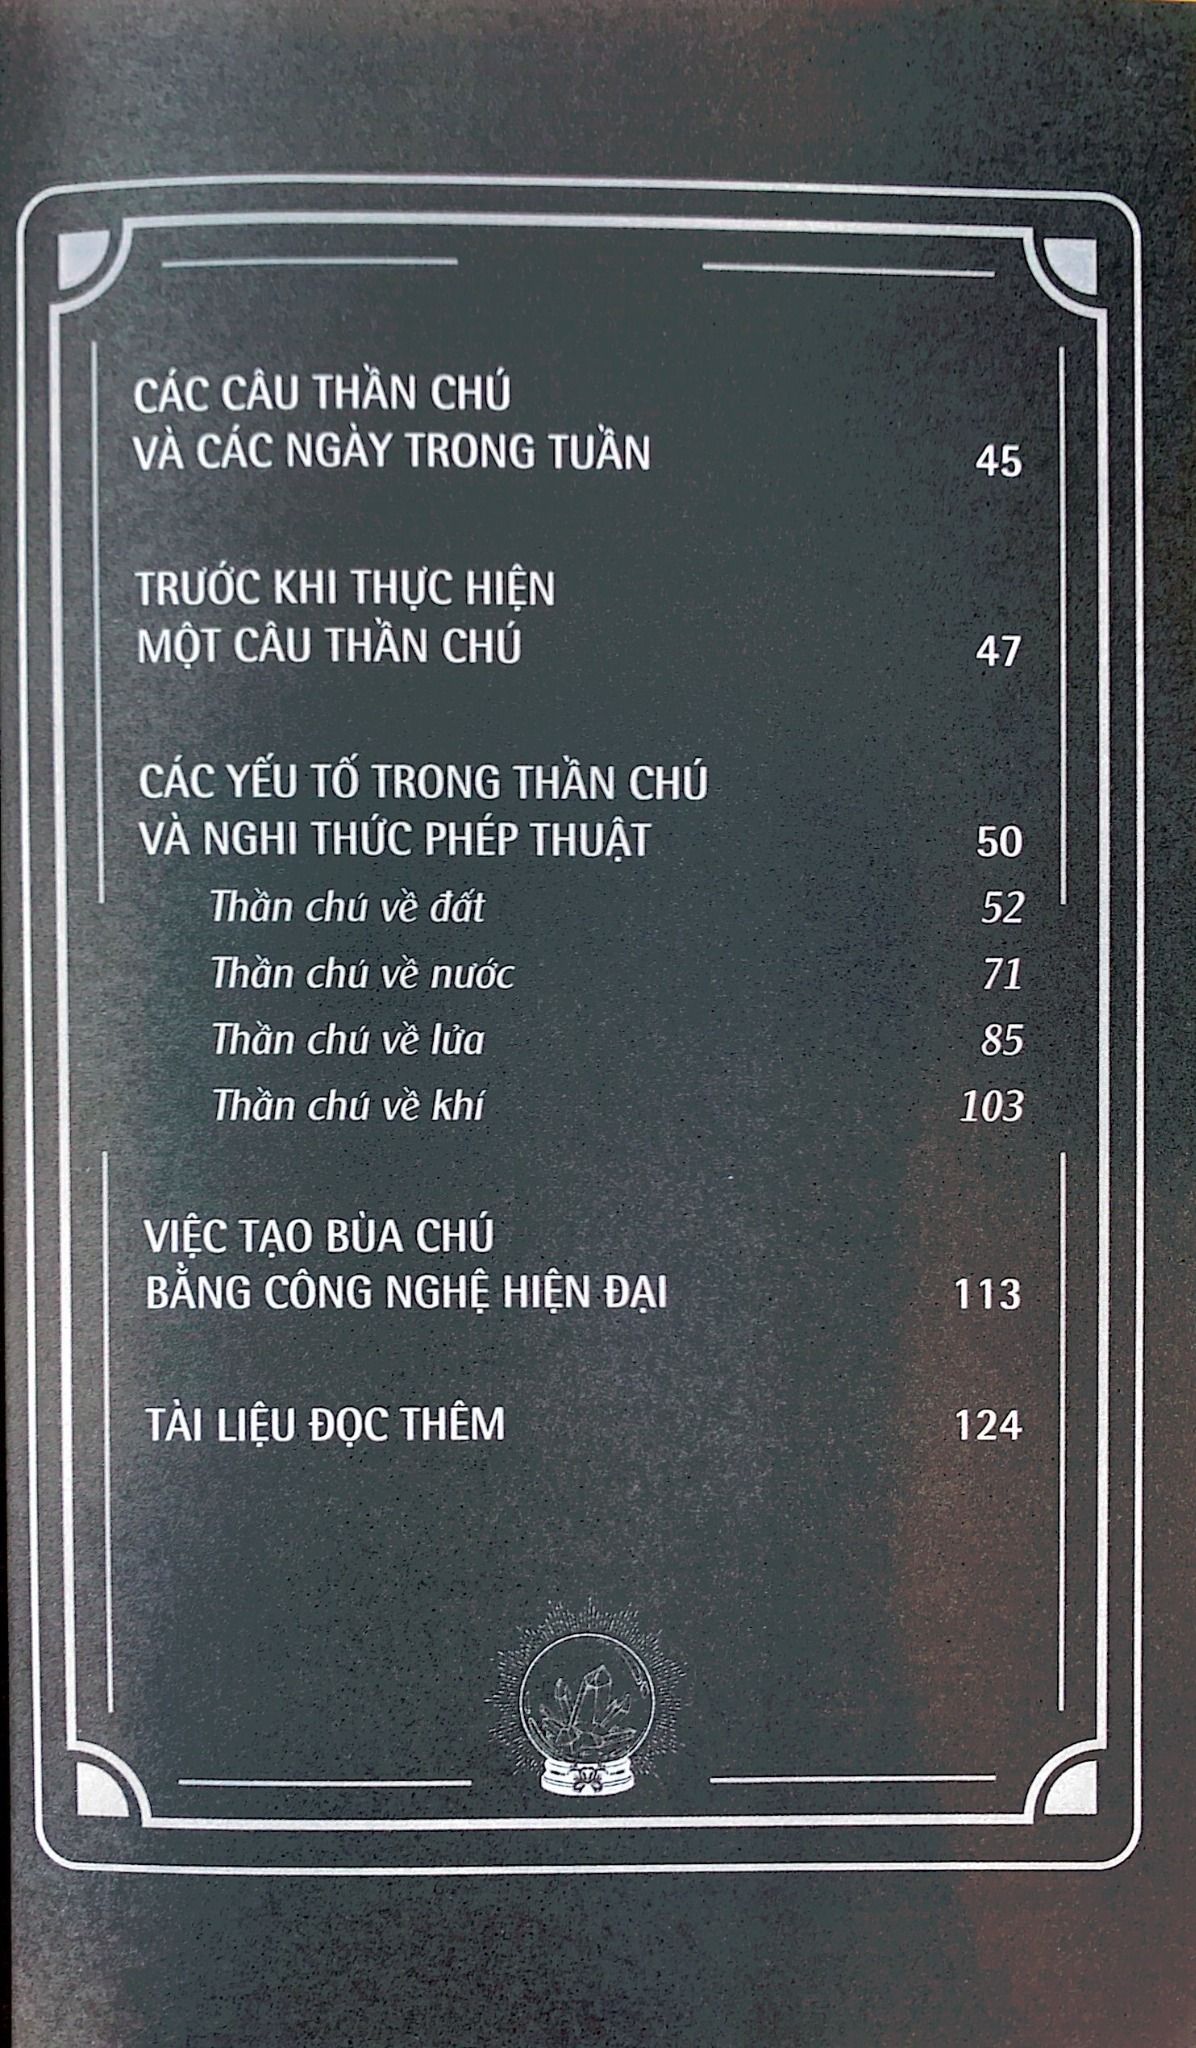 CÁC CÂU THẦN CHÚ
VÀ CÁC NGÀY TRONG TUẦN 45
TRƯỚC KHI THỰC HIỆN
MỘT CÂU THẦN CHÚ 47
CÁC YẾU TỐ TRONG THẦN CHÚ
VÀ NGHI THỨC PHÉP THUẬT 50
Thần chú về đất 52
Thần chú về nước 71
Thần chú về lửa 85
Thần chú về khí 103
VIỆC TẠO BÙA CHÚ
BẰNG CÔNG NGHỆ HIỆN ĐẠI 113
TÀI LIỆU ĐỌC THÊM 124